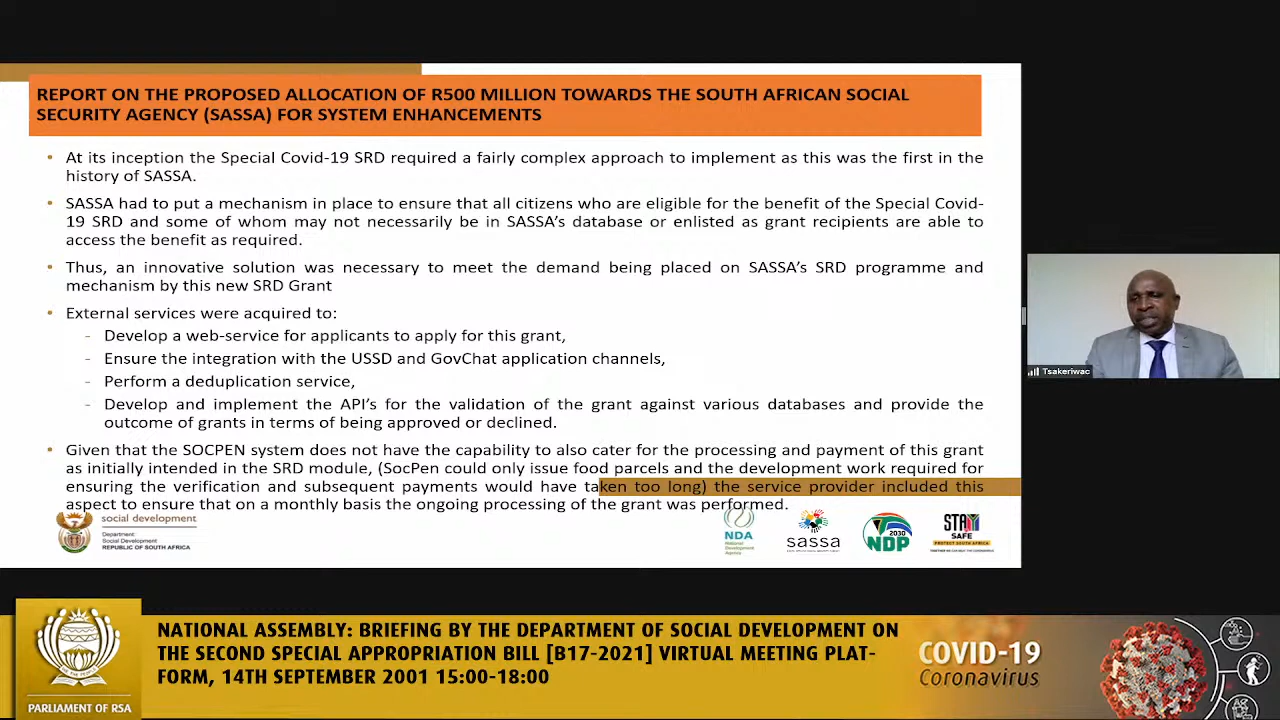 REPORT ON THE PROPOSED ALLOCATION OF R500 MILLION TOWARDS THE SOUTH AFRICAN SOCIAL
SECURITY AGENCY (SASSA) FOR SYSTEM ENHANCEMENTS
• At its inception the Special Covid-19 SRD required a fairly complex approach to implement as this was the first in the
history of SASSA.
• SASSA had to put a mechanism in place to ensure that all citizens who are eligible for the benefit of the Special Covid-
19 SRD and some of whom may not necessarily be in SASSA's database or enlisted as grant recipients are able to
access the benefit as required.
• Thus, an innovative solution was necessary to meet the demand being placed on SASSA's SRD programme and
mechanism by this new SRD Grant
• External services were acquired to:
- Develop a web-service for applicants to apply for this grant,
- Ensure the integration with the USSD and GovChat application channels,
- Perform a deduplication service,
- Develop and implement the API's for the validation of the grant against various databases and provide the
outcome of grants in terms of being approved or declined.
• Given that the SOCPEN system does not have the capability to also cater for the processing and payment of this grant
as initially intended in the SRD module, (SocPen could only issue food parcels and the development work required for
ensuring the verification and subsequent payments would have taken too long) the service provider included this
aspect to ensure that on a monthly basis the ongoing processing of the grant was performed.
social development
Department:
Social Development
REPUBLIC OF SOUTH AFRICA
NDA
National
Development
Agency
sassa
2030
NDP
STAY
SAFE
PROTECT SOUTH AFRICA
Tsakeriwac
NATIONAL ASSEMBLY: BRIEFING BY THE DEPARTMENT OF SOCIAL DEVELOPMENT ON
THE SECOND SPECIAL APPROPRIATION BILL [B17-2021] VIRTUAL MEETING PLAT-
FORM, 14TH SEPTEMBER 2001 15:00-18:00
PARLIAMENT OF RSA
COVID-19
Coronavirus